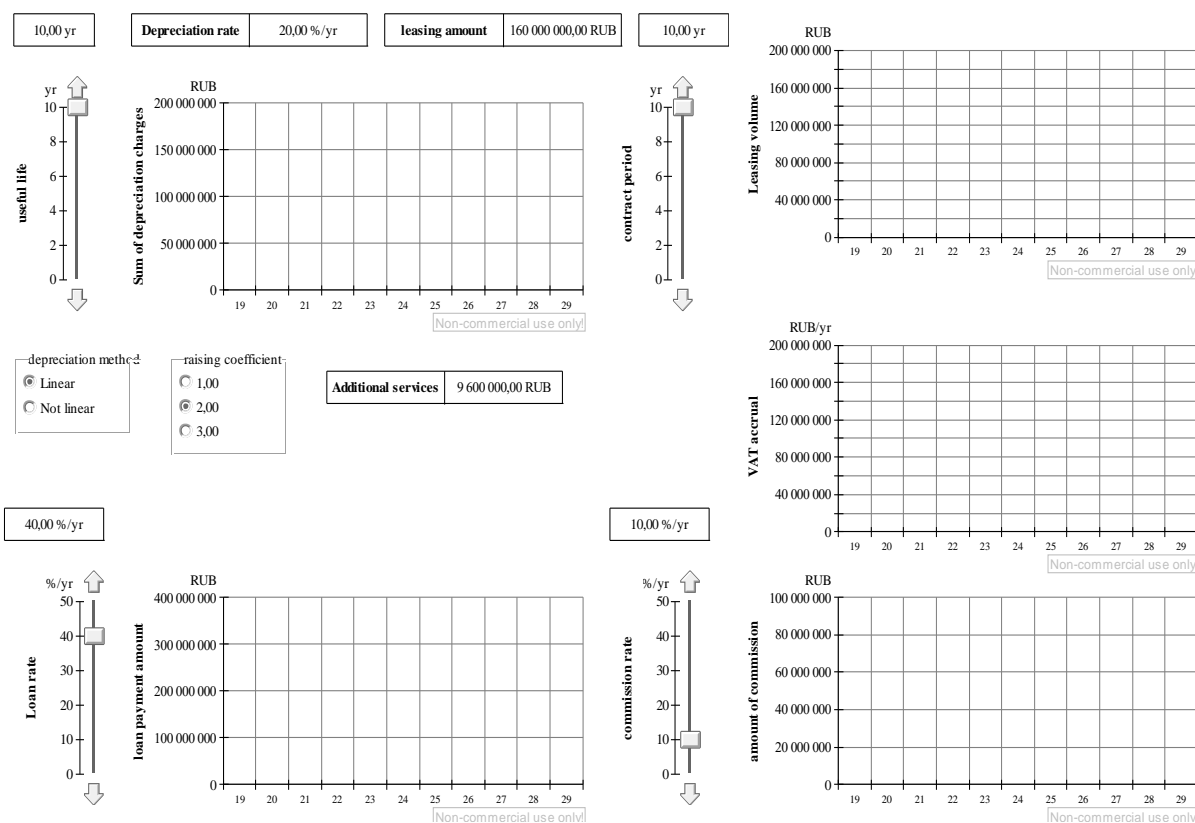 10,00 yr
Depreciation rate 20,00 %/yr
leasing amount 160 000 000,00 RUB
10,00 yr
yr
10
8
6
4
2
0
useful life
RUB
200 000 000
150 000 000
100 000 000
50 000 000
0
Sum of depreciation charges
19 20 21 22 23 24 25 26 27 28 29
Non-commercial use only!
yr
10
8
6
4
2
0
contract period
RUB
200 000 000
160 000 000
120 000 000
80 000 000
40 000 000
0
Leasing volume
19 20 21 22 23 24 25 26 27 28 29
Non-commercial use only
depreciation method
Linear
Not linear
raising coefficient
1,00
2,00
3,00
Additional services 9 600 000,00 RUB
RUB/yr
200 000 000
160 000 000
120 000 000
80 000 000
40 000 000
0
VAT accrual
19 20 21 22 23 24 25 26 27 28 29
Non-commercial use only
40,00 %/yr
%/yr
50
40
30
20
10
0
Loan rate
RUB
400 000 000
300 000 000
200 000 000
100 000 000
0
loan payment amount
19 20 21 22 23 24 25 26 27 28 29
Non-commercial use only!
10,00 %/yr
%/yr
50
40
30
20
10
0
commission rate
RUB
100 000 000
80 000 000
60 000 000
40 000 000
20 000 000
0
amount of commission
19 20 21 22 23 24 25 26 27 28 29
Non-commercial use only